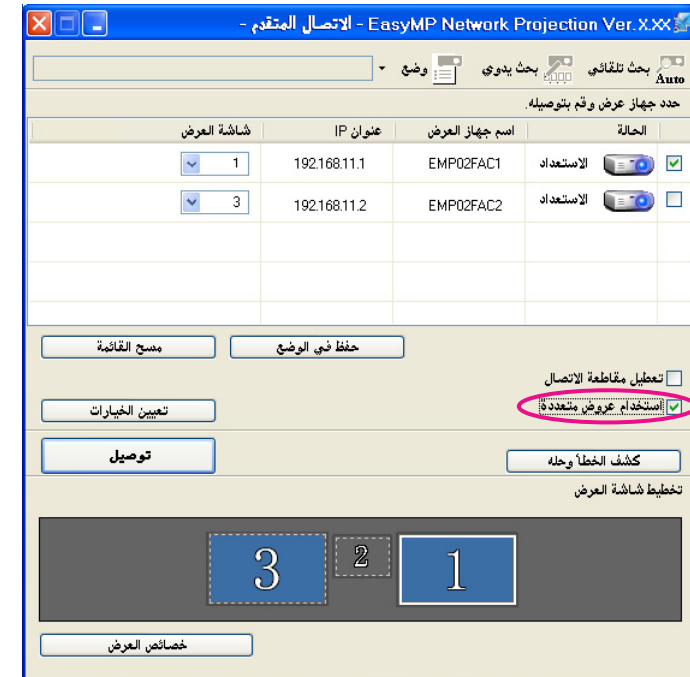 EasyMP Network Projection Ver.X.XX - الاتصال المتقدم -
بحث تلقائي بحث يدوي وضع
Auto
حدد جهاز عرض وقم بتوصيله.
الحالة اسم جهاز العرض عنوان IP شاشة العرض
الاستعداد EMP02FAC1 192.168.11.1 1
الاستعداد EMP02FAC2 192.168.11.2 3
حفظ في الوضع مسح القائمة
تعطيل مقاطعة الاتصال
استخدام عروض متعددة تعيين الخيارات
كشف الخطأ وحله توصيل
تخطيط شاشة العرض
1 2 3
خصائص العرض